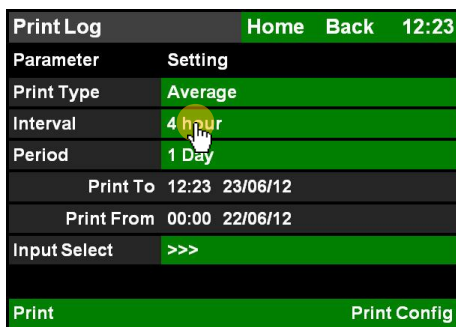 Print Log Home Back 12:23
Parameter Setting
Print Type Average
Interval 4 hour
Period 1 Day
Print To 12:23 23/06/12
Print From 00:00 22/06/12
Input Select >>>
Print Print Config